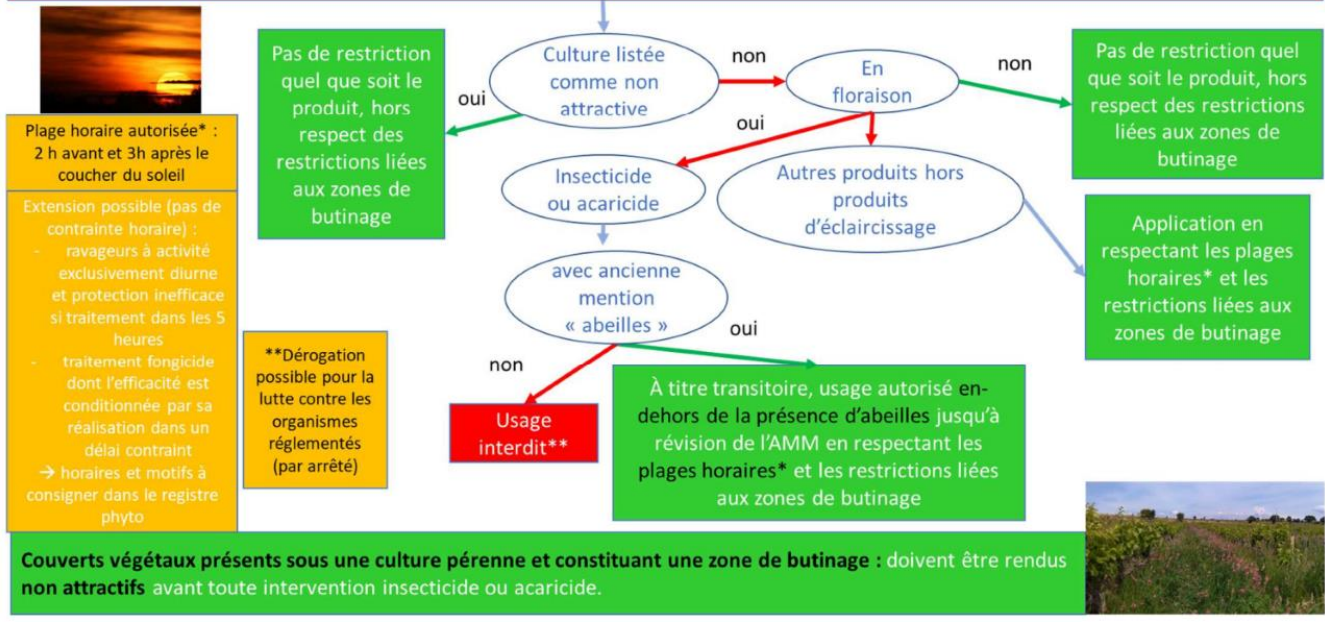 Plage horaire autorisée* :
2 h avant et 3h après le
coucher du soleil
Extension possible (pas de
contrainte horaire) :
- ravageurs à activité
exclusivement diurne
et protection inefficace
si traitement dans les 5
heures
- traitement fongicide
dont l'efficacité est
conditionnée par sa
réalisation dans un
délai contraint
→ horaires et motifs à
consigner dans le registre
phyto
Pas de restriction
quel que soit le
produit, hors
respect des
restrictions liées
aux zones de
butinage
oui
Culture listée
comme non
attractive
non
En
floraison
non
Pas de restriction quel
que soit le produit, hors
respect des restrictions
liées aux zones de
butinage
oui
Insecticide
ou acaricide
Autres produits hors
produits
d'éclaircissage
Application en
respectant les plages
horaires* et les
restrictions liées aux
zones de butinage
avec ancienne
mention
« abeilles »
non
oui
**Dérogation
possible pour la
lutte contre les
organismes
réglementés
(par arrêté)
Usage
interdit**
À titre transitoire, usage autorisé en-
dehors de la présence d'abeilles jusqu'à
révision de l'AMM en respectant les
plages horaires* et les restrictions liées
aux zones de butinage
Couverts végétaux présents sous une culture pérenne et constituant une zone de butinage : doivent être rendus
non attractifs avant toute intervention insecticide ou acaricide.